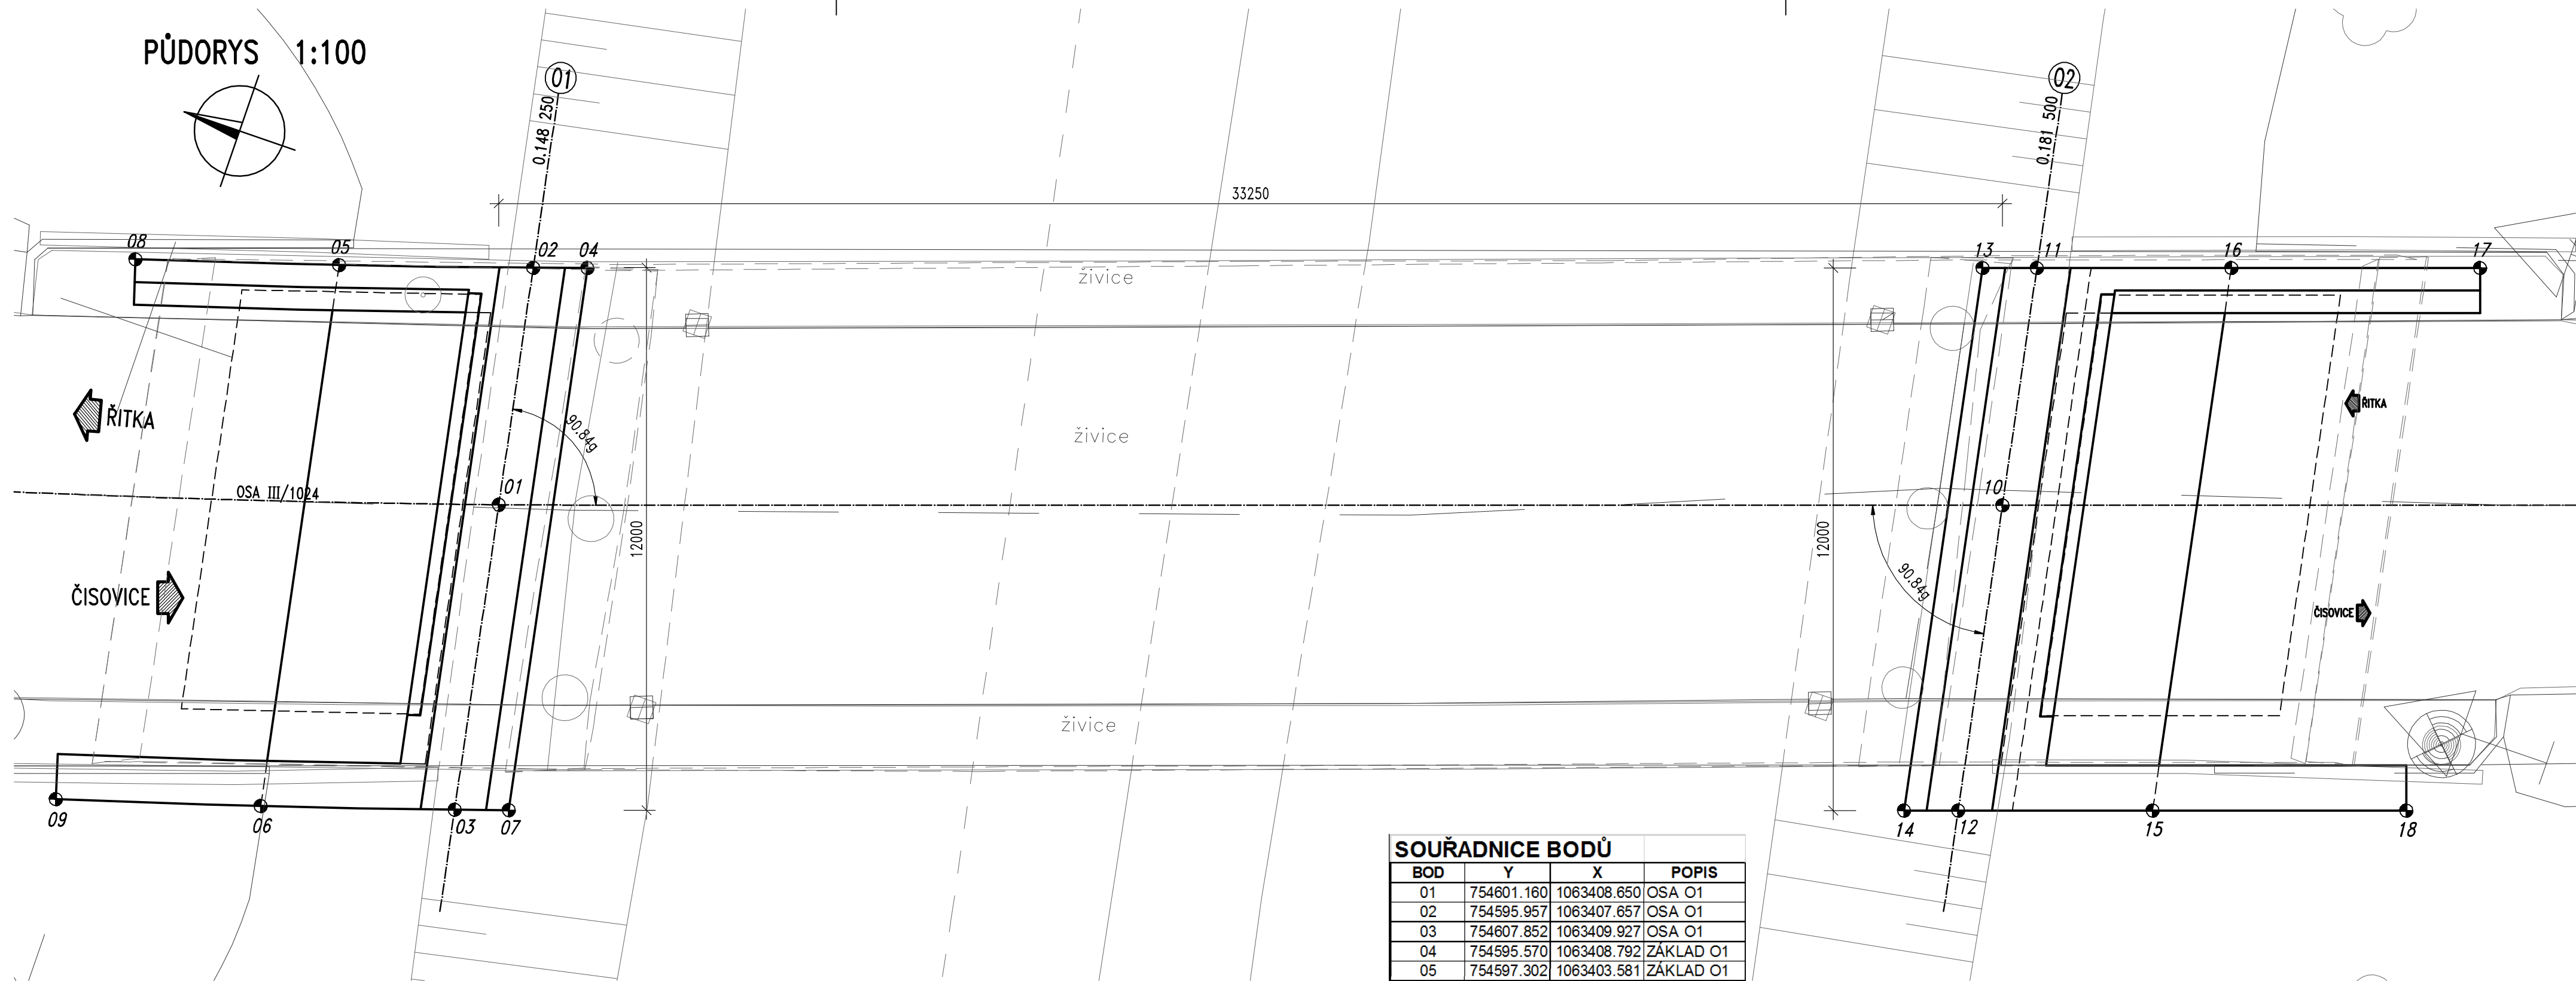 PŮDORYS 1:100
01
02
0.148 250
0.181 500
33250
08
05
02
04
13
11
16
17
živice
ŘITKA
ŘITKA
90.84g
živice
OSA III/1024
01
10
12000
12000
90.84g
ČISOVICE
ČISOVICE
živice
09
06
03
07
14
12
15
18
SOUŘADNICE BODŮ
BOD Y X POPIS
01 754601.160 1063408.650 OSA O1
02 754595.957 1063407.657 OSA O1
03 754607.852 1063409.927 OSA O1
04 754595.570 1063408.792 ZÁKLAD O1
05 754597.302 1063403.581 ZÁKLAD O1